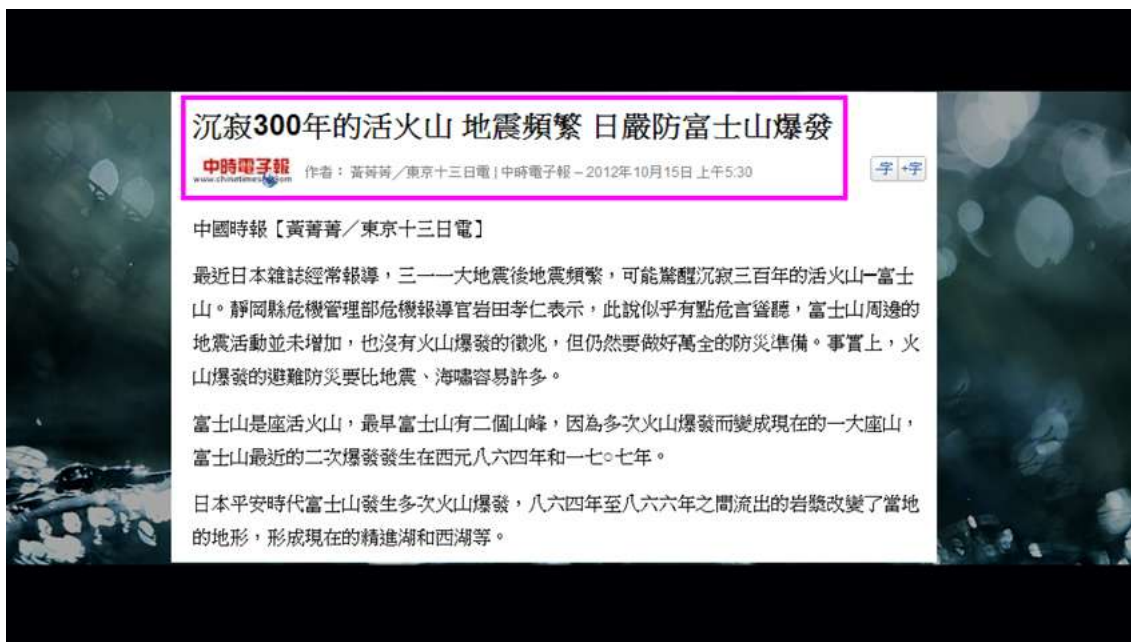 沉寂300年的活火山 地震頻繁 日嚴防富士山爆發
中時電子報 作者：黃菁菁／東京十三日電 | 中時電子報 – 2012年10月15日 上午5:30
www.chinatimes.com
-字 +字
中國時報【黃菁菁／東京十三日電】
最近日本雜誌經常報導，三一一大地震後地震頻繁，可能驚醒沉寂三百年的活火山─富士
山。靜岡縣危機管理部危機報導官岩田孝仁表示，此說似乎有點危言聳聽，富士山周邊的
地震活動並未增加，也沒有火山爆發的徵兆，但仍然要做好萬全的防災準備。事實上，火
山爆發的避難防災要比地震、海嘯容易許多。
富士山是座活火山，最早富士山有二個山峰，因為多次火山爆發而變成現在的一大座山，
富士山最近的二次爆發發生在西元八六四年和一七○七年。
日本平安時代富士山發生多次火山爆發，八六四年至八六六年之間流出的岩漿改變了當地
的地形，形成現在的精進湖和西湖等。